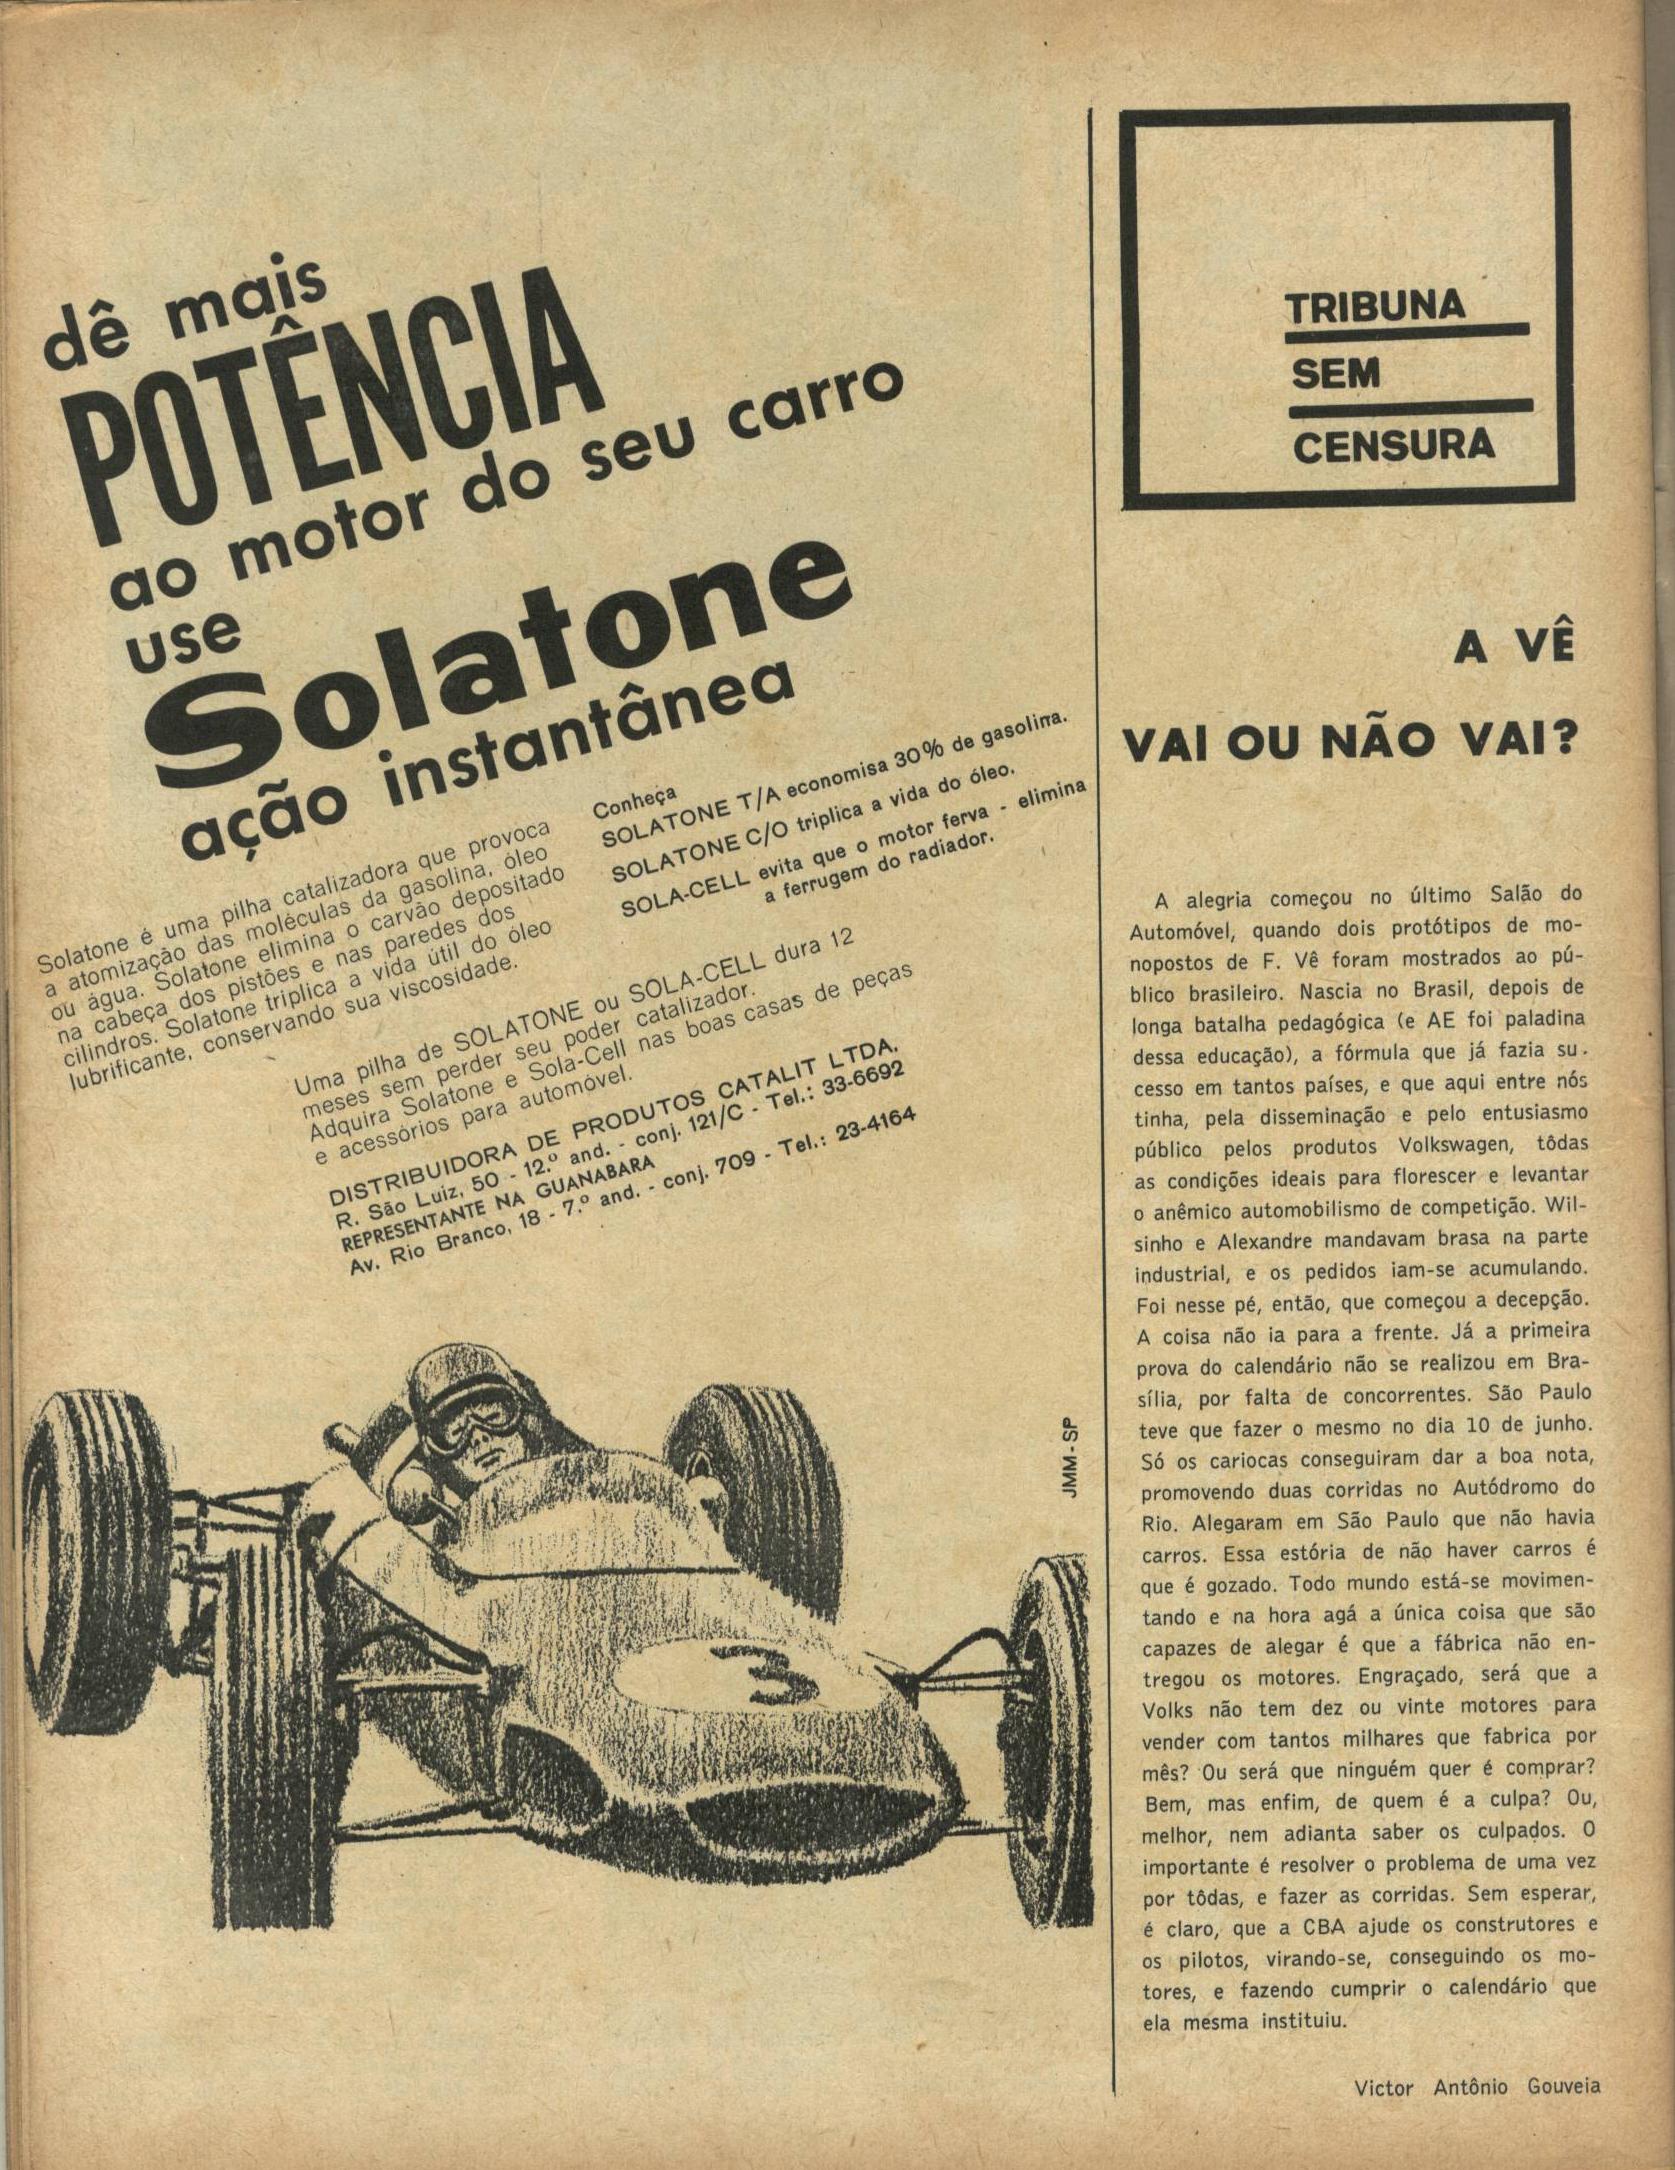 dê mais
POTÊNCIA
ao motor do seu carro
use
Solatone
ação instantânea
Solatone é uma pilha catalizadora que provoca
a atomização das moléculas da gasolina, óleo
ou água. Solatone elimina o carvão depositado
na cabeça dos pistões e nas paredes dos
cilindros. Solatone triplica a vida útil do óleo
lubrificante, conservando sua viscosidade.
Conheça
SOLATONE T/A economisa 30% de gasolina.
SOLATONE C/O triplica a vida do óleo.
SOLA-CELL evita que o motor ferva - elimina
a ferrugem do radiador.
Uma pilha de SOLATONE ou SOLA-CELL dura 12
meses sem perder seu poder catalizador.
Adquira Solatone e Sola-Cell nas boas casas de peças
e acessórios para automóvel.
DISTRIBUIDORA DE PRODUTOS CATALIT LTDA.
R. São Luiz, 50 - 12.º and. - conj. 121/C - Tel.: 33-6692
REPRESENTANTE NA GUANABARA
Av. Rio Branco, 18 - 7.º and. - conj. 709 - Tel.: 23-4164
3
JMM - SP
TRIBUNA
SEM
CENSURA
A VÊ
VAI OU NÃO VAI?
A alegria começou no último Salão do
Automóvel, quando dois protótipos de mo-
nopostos de F. Vê foram mostrados ao pú-
blico brasileiro. Nascia no Brasil, depois de
longa batalha pedagógica (e AE foi paladina
dessa educação), a fórmula que já fazia su-
cesso em tantos países, e que aqui entre nós
tinha, pela disseminação e pelo entusiasmo
público pelos produtos Volkswagen, tôdas
as condições ideais para florescer e levantar
o anêmico automobilismo de competição. Wil-
sinho e Alexandre mandavam brasa na parte
industrial, e os pedidos iam-se acumulando.
Foi nesse pé, então, que começou a decepção.
A coisa não ia para a frente. Já a primeira
prova do calendário não se realizou em Bra-
sília, por falta de concorrentes. São Paulo
teve que fazer o mesmo no dia 10 de junho.
Só os cariocas conseguiram dar a boa nota,
promovendo duas corridas no Autódromo do
Rio. Alegaram em São Paulo que não havia
carros. Essa estória de não haver carros é
que é gozado. Todo mundo está-se movimen-
tando e na hora agá a única coisa que são
capazes de alegar é que a fábrica não en-
tregou os motores. Engraçado, será que a
Volks não tem dez ou vinte motores para
vender com tantos milhares que fabrica por
mês? Ou será que ninguém quer é comprar?
Bem, mas enfim, de quem é a culpa? Ou,
melhor, nem adianta saber os culpados. O
importante é resolver o problema de uma vez
por tôdas, e fazer as corridas. Sem esperar,
é claro, que a CBA ajude os construtores e
os pilotos, virando-se, conseguindo os mo-
tores, e fazendo cumprir o calendário que
ela mesma instituiu.
Victor Antônio Gouveia